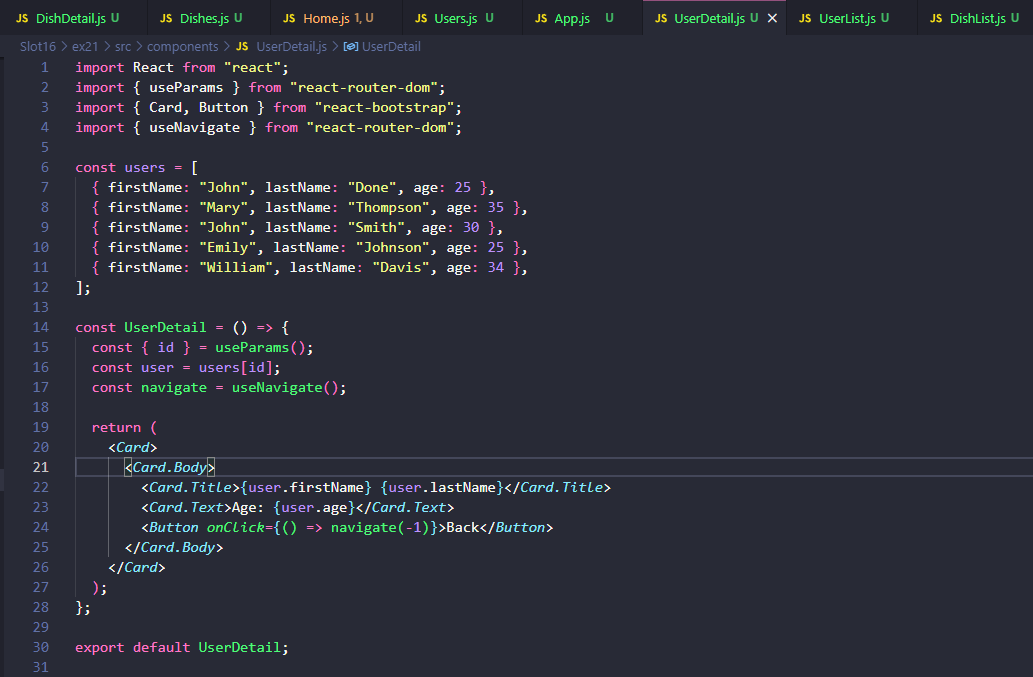 JS DishDetail.js U JS Dishes.js U JS Home.js 1, U JS Users.js U JS App.js U JS UserDetail.js U × JS UserList.js U JS DishList.js U
Slot16 > ex21 > src > components > JS UserDetail.js > UserDetail
1 import React from "react";
2 import { useParams } from "react-router-dom";
3 import { Card, Button } from "react-bootstrap";
4 import { useNavigate } from "react-router-dom";
5
6 const users = [
7 { firstName: "John", lastName: "Done", age: 25 },
8 { firstName: "Mary", lastName: "Thompson", age: 35 },
9 { firstName: "John", lastName: "Smith", age: 30 },
10 { firstName: "Emily", lastName: "Johnson", age: 25 },
11 { firstName: "William", lastName: "Davis", age: 34 },
12 ];
13
14 const UserDetail = () => {
15 const { id } = useParams();
16 const user = users[id];
17 const navigate = useNavigate();
18
19 return (
20 <Card>
21 <Card.Body>
22 <Card.Title>{user.firstName} {user.lastName}</Card.Title>
23 <Card.Text>Age: {user.age}</Card.Text>
24 <Button onClick={() => navigate(-1)}>Back</Button>
25 </Card.Body>
26 </Card>
27 );
28 };
29
30 export default UserDetail;
31